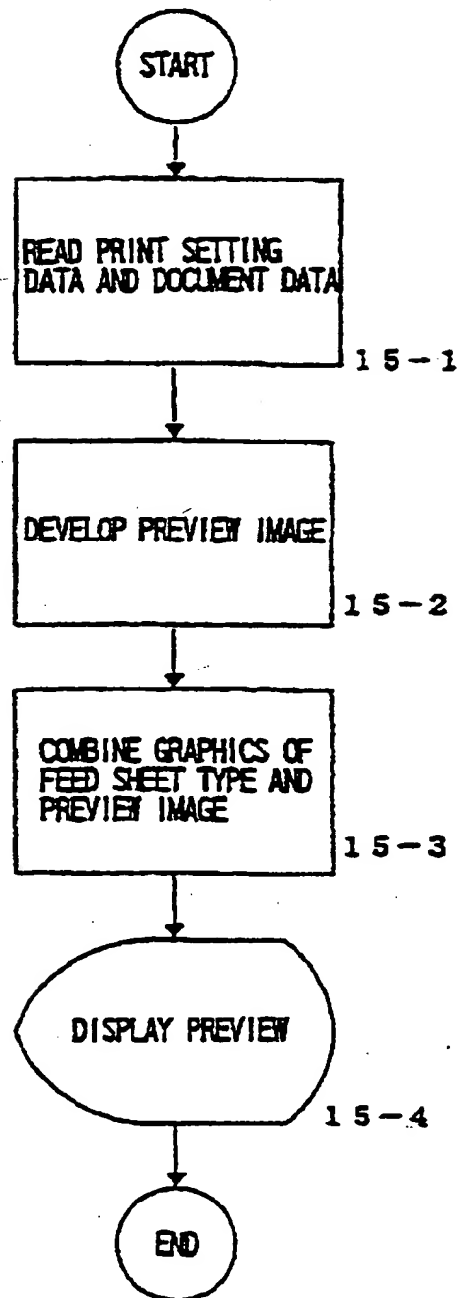 START
READ PRINT SETTING
DATA AND DOCUMENT DATA
15-1
DEVELOP PREVIEW IMAGE
15-2
COMBINE GRAPHICS OF
FEED SHEET TYPE AND
PREVIEW IMAGE
15-3
DISPLAY PREVIEW
15-4
END